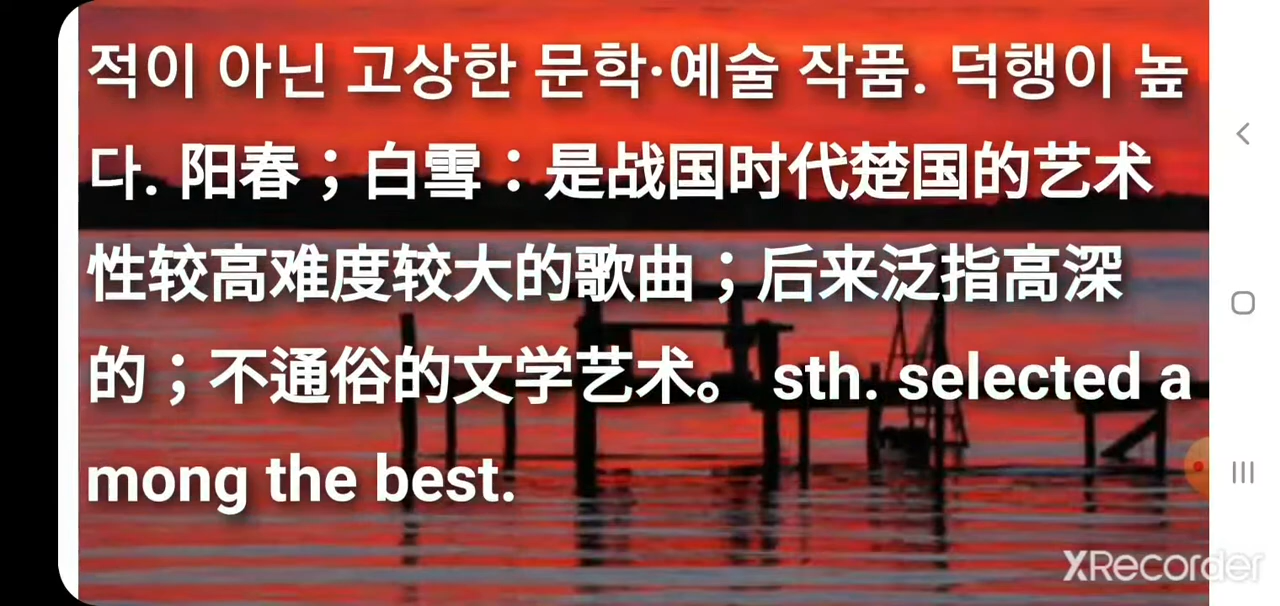 적이 아닌 고상한 문학·예술 작품. 덕행이 높
다. 阳春；白雪：是战国时代楚国的艺术
性较高难度较大的歌曲；后来泛指高深
的；不通俗的文学艺术。 sth. selected a
mong the best.
XRecorder